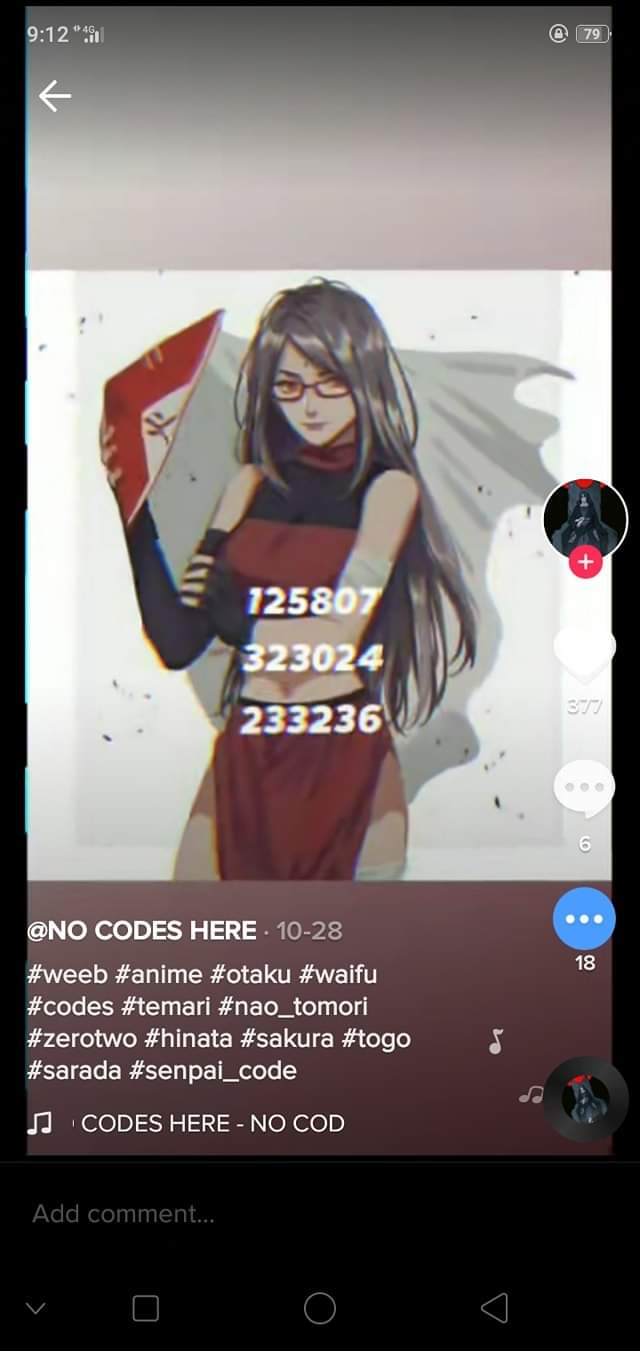 9:12 4G 79
125807
323024
233236
377
6
18
@NO CODES HERE · 10-28
#weeb #anime #otaku #waifu
#codes #temari #nao_tomori
#zerotwo #hinata #sakura #togo
#sarada #senpai_code
CODES HERE - NO COD
Add comment...